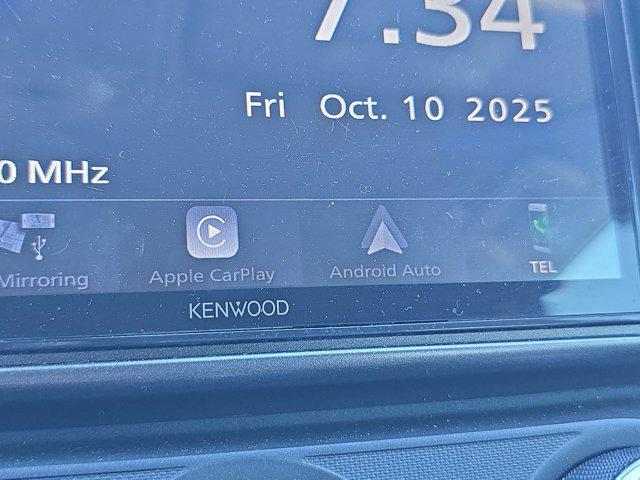 7:34
Fri Oct. 10 2025
0 MHz
Mirroring
Apple CarPlay
Android Auto
TEL
KENWOOD